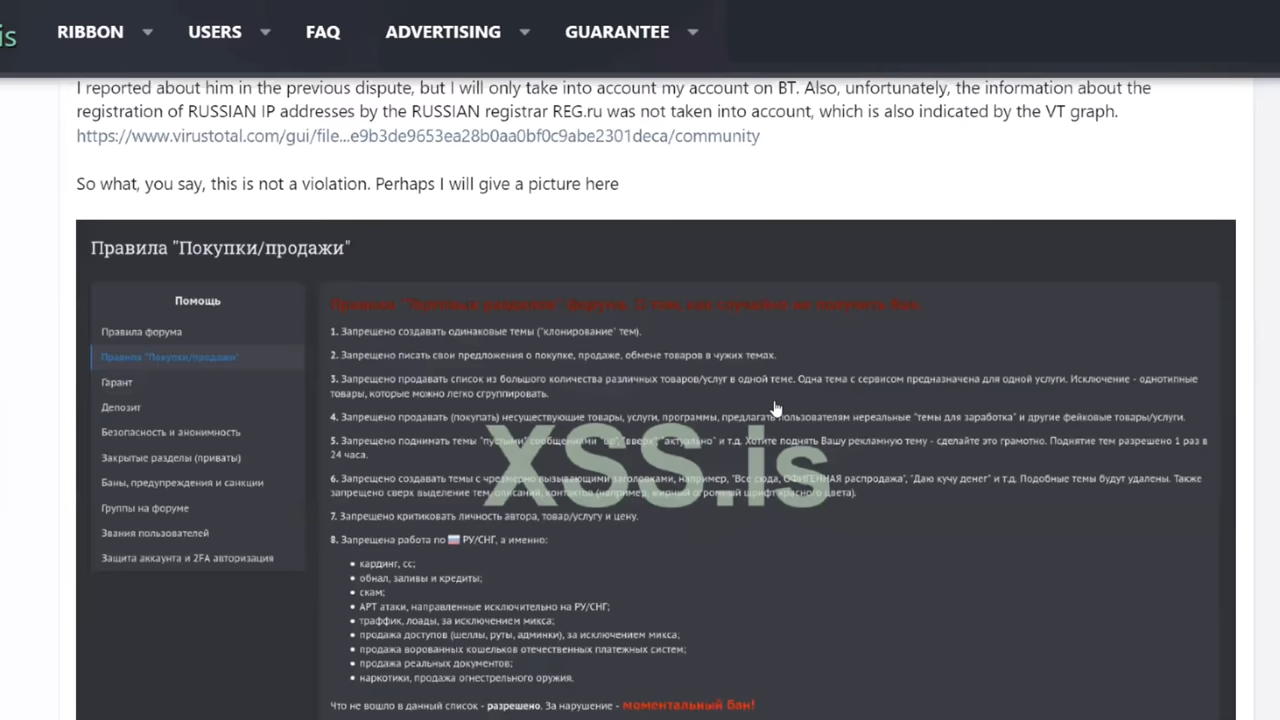 is
RIBBON
USERS
FAQ
ADVERTISING
GUARANTEE
I reported about him in the previous dispute, but I will only take into account my account on BT. Also, unfortunately, the information about the
registration of RUSSIAN IP addresses by the RUSSIAN registrar REG.ru was not taken into account, which is also indicated by the VT graph.
https://www.virustotal.com/gui/file...e9b3de9653ea28b0aa0bf0c9abe2301deca/community
So what, you say, this is not a violation. Perhaps I will give a picture here
Правила "Покупки/продажи"
Помощь
Правила форума
Правила "Покупки/продажи"
Гарант
Депозит
Безопасность и анонимность
Закрытые разделы (приваты)
Баны, предупреждения и санкции
Группы на форуме
Звания пользователей
Защита аккаунта и 2FA авторизация
Правила "Торговых разделов" Форума. О том как случайно не получить бан.
1. Запрещено создавать одинаковые темы ("клонирование" тем).
2. Запрещено писать свои предложения о покупке, продаже, обмене товаров в чужих темах.
3. Запрещено продавать список из большого количества различных товаров/услуг в одной теме. Одна тема с сервисом предназначена для одной услуги. Исключение - однотипные
товары, которые можно легко сгруппировать.
4. Запрещено продавать (покупать) несуществующие товары, услуги, программы, предлагать пользователям нереальные "темы для заработка" и другие фейковые товары/услуги.
5. Запрещено поднимать темы "пустыми" сообщениями "up", "вверх" "актуально" и т.д. Хотите поднять Вашу рекламную тему - сделайте это грамотно. Поднятие тем разрешено 1 раз в
24 часа.
6. Запрещено создавать темы с чрезмерно вызывающими заголовками, например, "Все сюда, ОФИГЕННАЯ распродажа", "Даю кучу денег" и т.д. Подобные темы будут удалены. Также
запрещено сверх выделение тем, описаний, контактов (например, жирный огромный шрифт красного цвета).
XSS.is
7. Запрещено критиковать личность автора, товар/услугу и цену.
8. Запрещена работа по РУ/СНГ, а именно:
• кардинг, сс;
• обнал, заливы и кредиты;
• скам;
• APT атаки, направленные исключительно на РУ/СНГ;
• траффик, лоады, за исключением микса;
• продажа доступов (шеллы, руты, админки), за исключением микса;
• продажа ворованных кошельков отечественных платежных систем;
• продажа реальных документов;
• наркотики, продажа огнестрельного оружия.
Что не вошло в данный список - разрешено. За нарушение - моментальный бан!